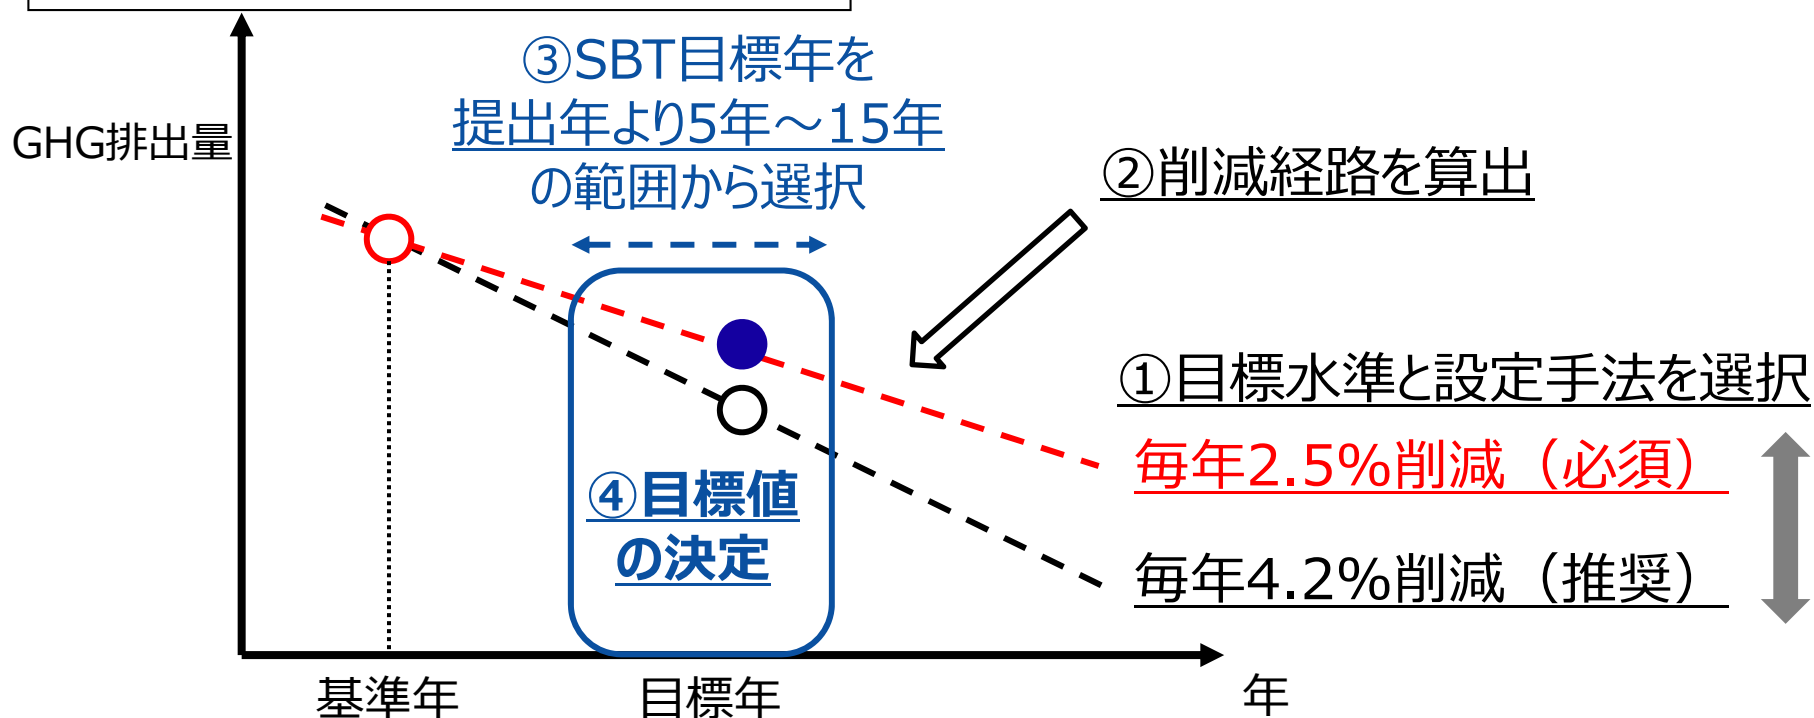 ③SBT目標年を
提出年より5年～15年
の範囲から選択
GHG排出量
②削減経路を算出
①目標水準と設定手法を選択
毎年2.5%削減（必須）
④目標値
の決定
毎年4.2%削減（推奨）
基準年
目標年
年